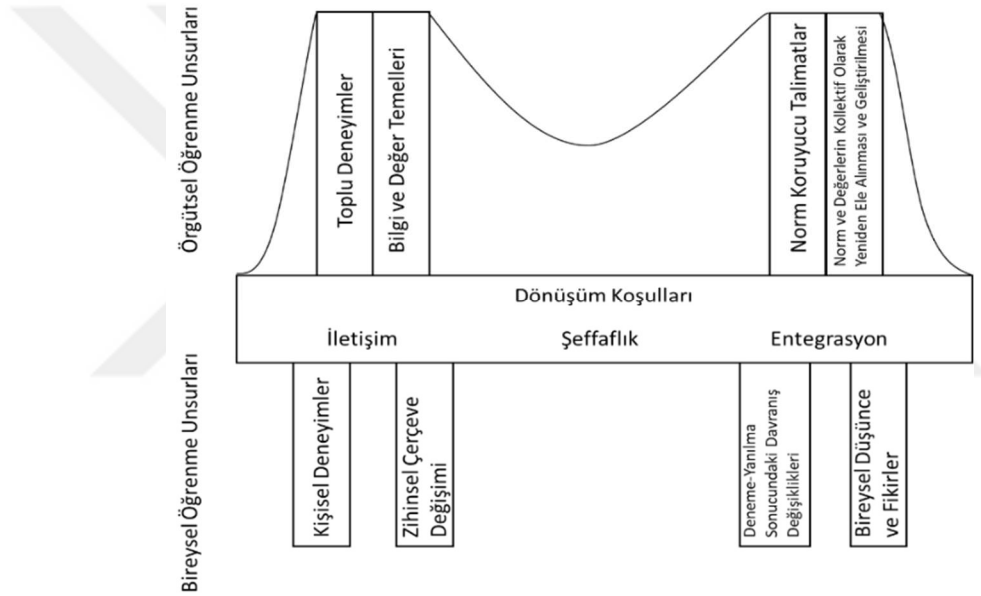 Örgütsel Öğrenme Unsurları
Toplu Deneyimler
Bilgi ve Değer Temelleri
Norm Koruyucu Talimatlar
Norm ve Değerlerin Kollektif Olarak
Yeniden Ele Alınması ve Geliştirilmesi
Dönüşüm Koşulları
İletişim
Şeffaflık
Entegrasyon
Bireysel Öğrenme Unsurları
Kişisel Deneyimler
Zihinsel Çerçeve
Değişimi
Deneme-Yanılma
Sonucundaki Davranış
Değişiklikleri
Bireysel Düşünce
ve Fikirler